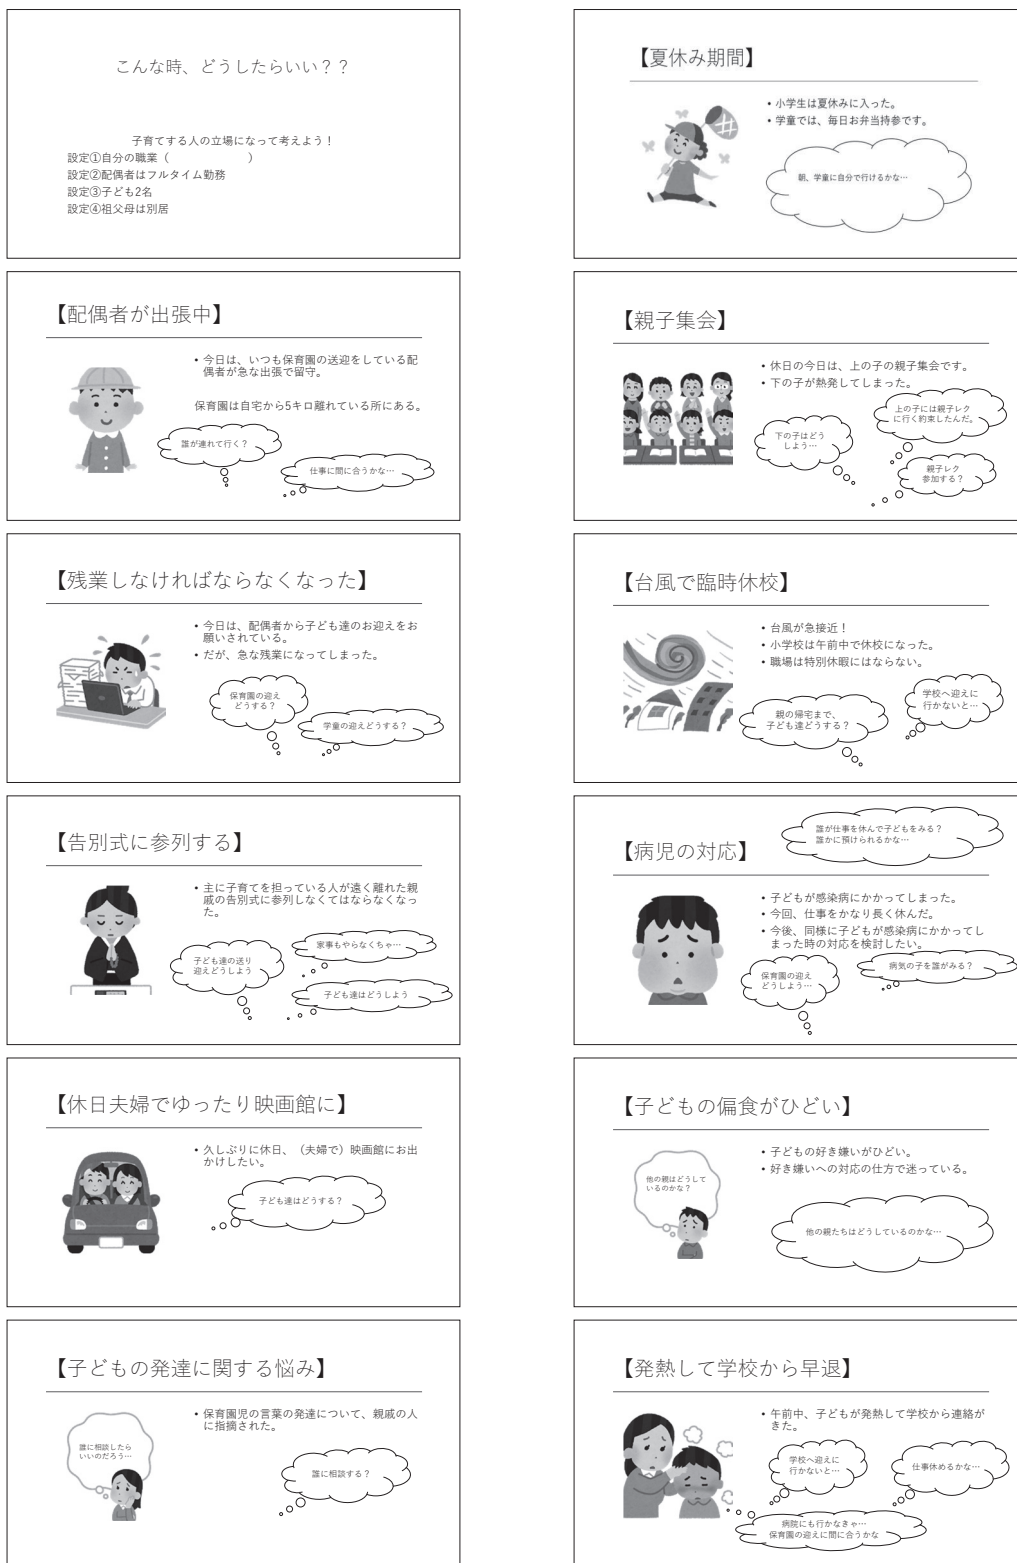 こんな時、どうしたらいい？？
子育てする人の立場になって考えよう！
設定①自分の職業（　　　　　　　）
設定②配偶者はフルタイム勤務
設定③子ども2名
設定④祖父母は別居
【夏休み期間】
• 小学生は夏休みに入った。
• 学童では、毎日お弁当持参です。
朝、学童に自分で行けるかな…
【配偶者が出張中】
• 今日は、いつも保育園の送迎をしている配
偶者が急な出張で留守。
保育園は自宅から5キロ離れている所にある。
誰が連れて行く？
仕事に間に合うかな…
【親子集会】
• 休日の今日は、上の子の親子集会です。
• 下の子が熱発してしまった。
上の子には親子レク
に行く約束したんだ。
下の子はどう
しよう…
親子レク
参加する？
【残業しなければならなくなった】
• 今日は、配偶者から子ども達のお迎えをお
願いされている。
• だが、急な残業になってしまった。
保育園の迎え
どうする？
学童の迎えどうする？
【台風で臨時休校】
• 台風が急接近！
• 小学校は午前中で休校になった。
• 職場は特別休暇にはならない。
学校へ迎えに
行かないと…
親の帰宅まで、
子ども達どうする？
【告別式に参列する】
• 主に子育てを担っている人が遠く離れた親
戚の告別式に参列しなくてはならなくなっ
た。
家事もやらなくちゃ…
子ども達の送り
迎えどうしよう
子ども達はどうしよう
【病児の対応】
誰が仕事を休んで子どもをみる？
誰かに預けられるかな…
• 子どもが感染病にかかってしまった。
• 今回、仕事をかなり長く休んだ。
• 今後、同様に子どもが感染病にかかってし
まった時の対応を検討したい。
保育園の迎え
どうしよう…
病気の子を誰がみる？
【休日夫婦でゆったり映画館に】
• 久しぶりに休日、（夫婦で）映画館にお出
かけしたい。
子ども達はどうする？
【子どもの偏食がひどい】
• 子どもの好き嫌いがひどい。
• 好き嫌いへの対応の仕方で迷っている。
他の親はどうして
いるのかな？
他の親たちはどうしているのかな…
【子どもの発達に関する悩み】
• 保育園児の言葉の発達について、親戚の人
に指摘された。
誰に相談したら
いいのだろう…
誰に相談する？
【発熱して学校から早退】
• 午前中、子どもが発熱して学校から連絡が
きた。
学校へ迎えに
行かないと…
仕事休めるかな…
病院にも行かなきゃ…
保育園の迎えに間に合うかな